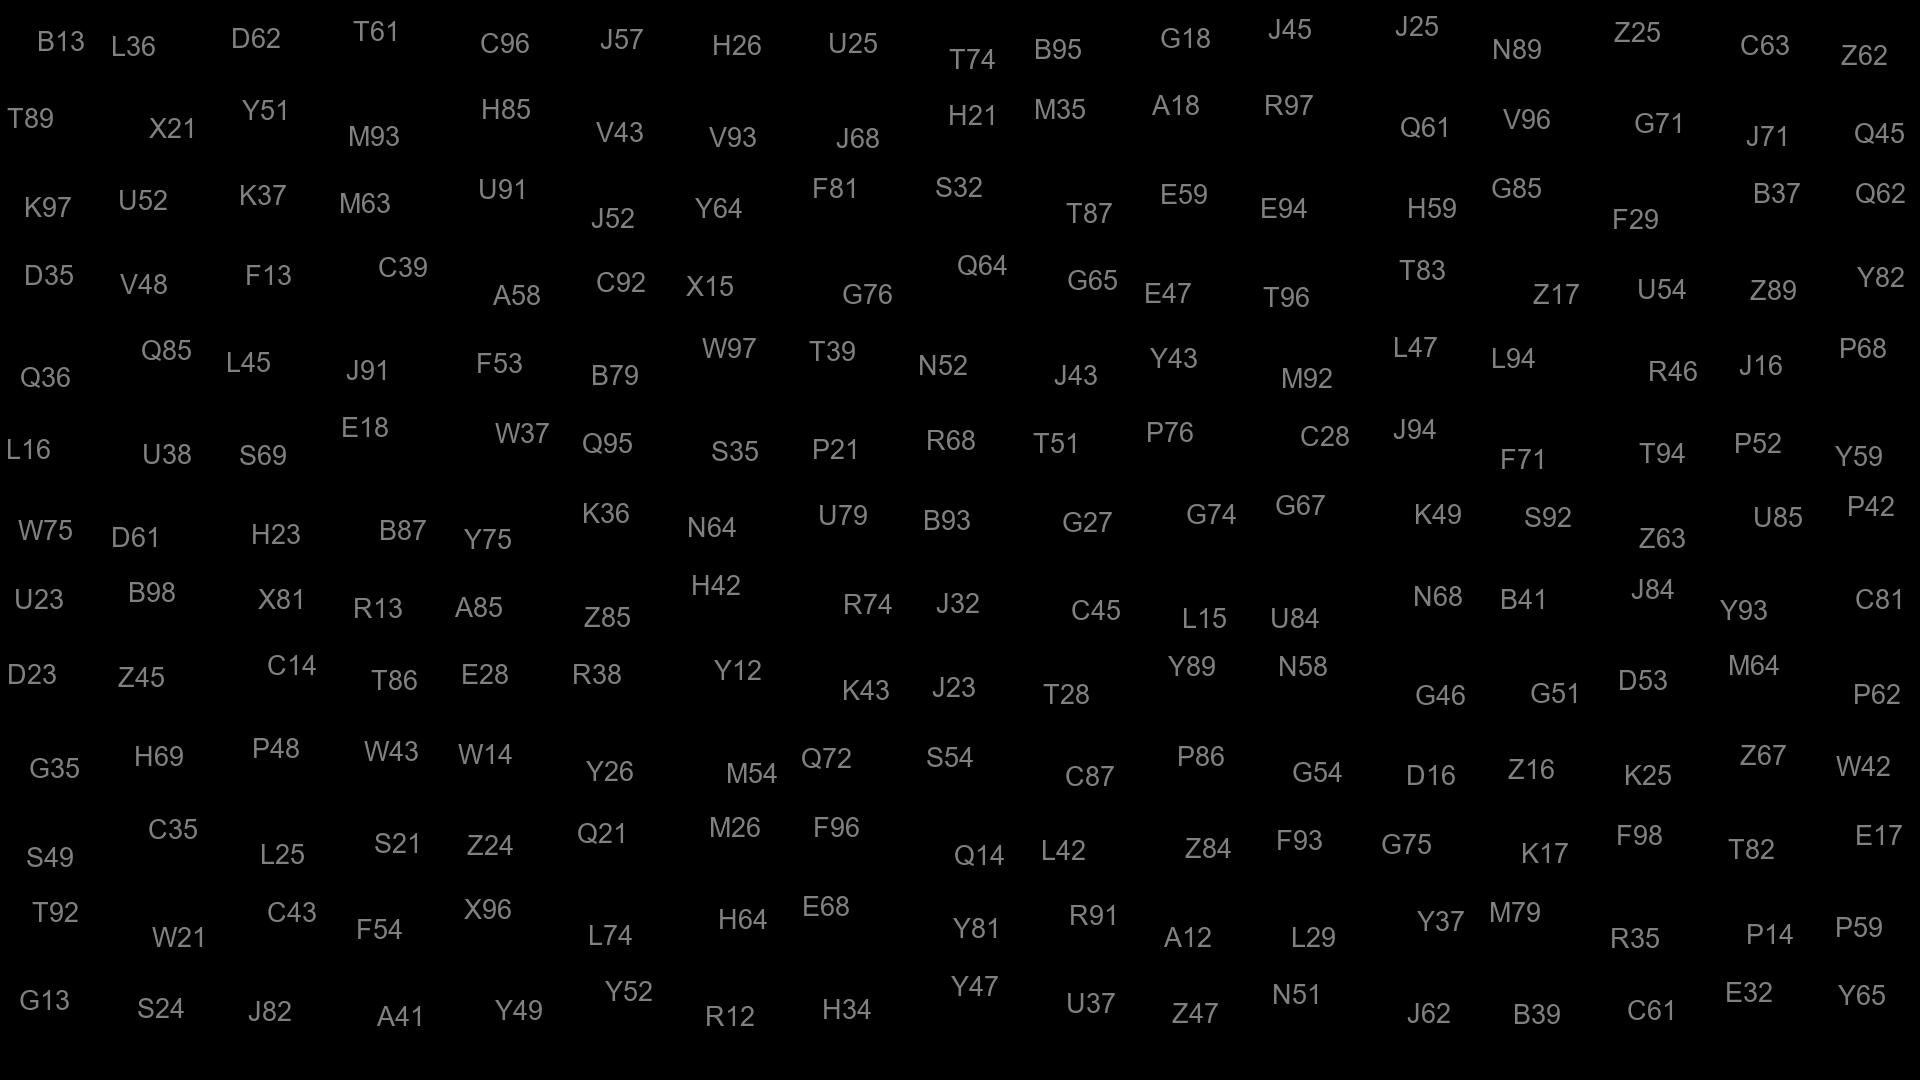 B13 L36 D62 T61 C96 J57 H26 U25 T74 B95 G18 J45 J25 N89 Z25 C63 Z62
T89 X21 Y51 M93 H85 V43 V93 J68 H21 M35 A18 R97 Q61 V96 G71 J71 Q45
K97 U52 K37 M63 U91 J52 Y64 F81 S32 T87 E59 E94 H59 G85 F29 B37 Q62
D35 V48 F13 C39 A58 C92 X15 G76 Q64 G65 E47 T96 T83 Z17 U54 Z89 Y82
Q36 Q85 L45 J91 F53 B79 W97 T39 N52 J43 Y43 M92 L47 L94 R46 J16 P68
L16 U38 S69 E18 W37 Q95 S35 P21 R68 T51 P76 C28 J94 F71 T94 P52 Y59
W75 D61 H23 B87 Y75 K36 N64 U79 B93 G27 G74 G67 K49 S92 Z63 U85 P42
U23 B98 X81 R13 A85 Z85 H42 R74 J32 C45 L15 U84 N68 B41 J84 Y93 C81
D23 Z45 C14 T86 E28 R38 Y12 K43 J23 T28 Y89 N58 G46 G51 D53 M64 P62
G35 H69 P48 W43 W14 Y26 M54 Q72 S54 C87 P86 G54 D16 Z16 K25 Z67 W42
S49 C35 L25 S21 Z24 Q21 M26 F96 Q14 L42 Z84 F93 G75 K17 F98 T82 E17
T92 W21 C43 F54 X96 L74 H64 E68 Y81 R91 A12 L29 Y37 M79 R35 P14 P59
G13 S24 J82 A41 Y49 Y52 R12 H34 Y47 U37 Z47 N51 J62 B39 C61 E32 Y65